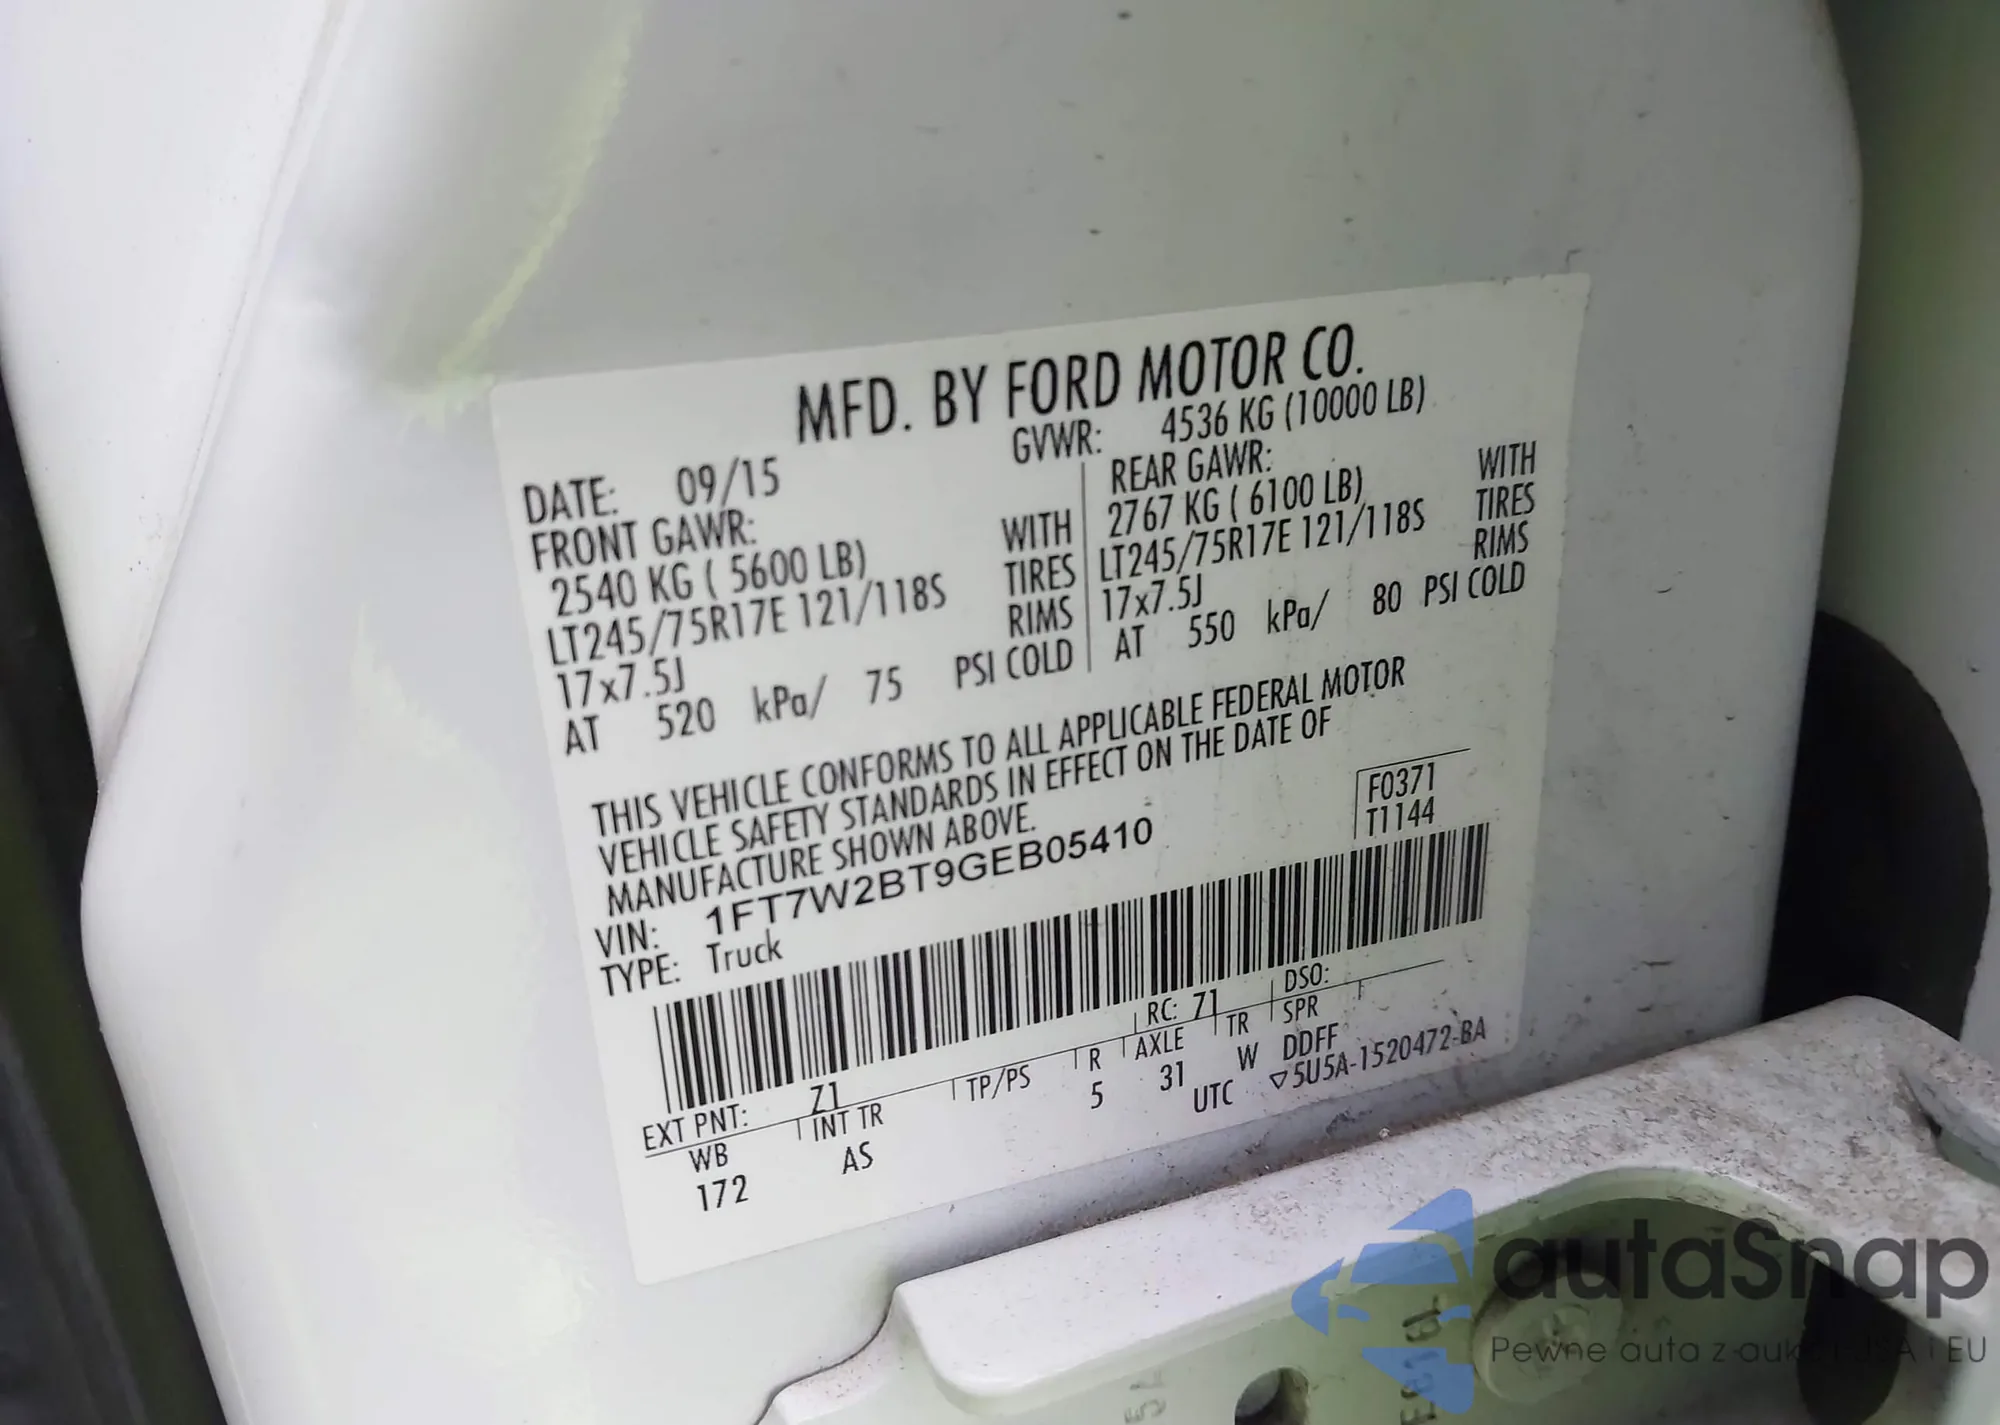 MFD. BY FORD MOTOR CO.
DATE: 09/15 GVWR: 4536 KG (10000 LB)
FRONT GAWR: REAR GAWR:
2540 KG ( 5600 LB) WITH 2767 KG ( 6100 LB) WITH
LT245/75R17E 121/118S TIRES LT245/75R17E 121/118S TIRES
17x7.5J RIMS 17x7.5J RIMS
AT 520 kPa/ 75 PSI COLD AT 550 kPa/ 80 PSI COLD
THIS VEHICLE CONFORMS TO ALL APPLICABLE FEDERAL MOTOR
VEHICLE SAFETY STANDARDS IN EFFECT ON THE DATE OF
MANUFACTURE SHOWN ABOVE.
F0371
T1144
VIN: 1FT7W2BT9GEB05410
TYPE: Truck
EXT PNT: Z1 RC: 71 DSO:
WB INT TR TP/PS R AXLE TR SPR
172 AS 5 31 W DDFF
UTC ▽5U5A-1520472-BA
autaSnap
Pewne auta z i EU